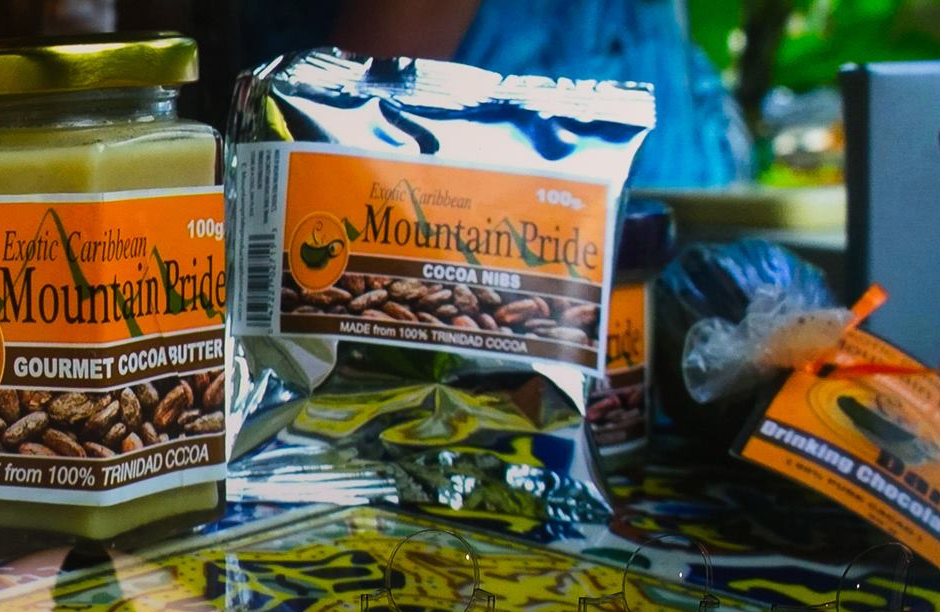 100g
Exotic Caribbean
Mountain Pride
GOURMET COCOA BUTTER
from 100% TRINIDAD COCOA
Exotic Caribbean
100g.
Mountain Pride
COCOA NIBS
MADE from 100% TRINIDAD COCOA
ide
Drinking Chocola